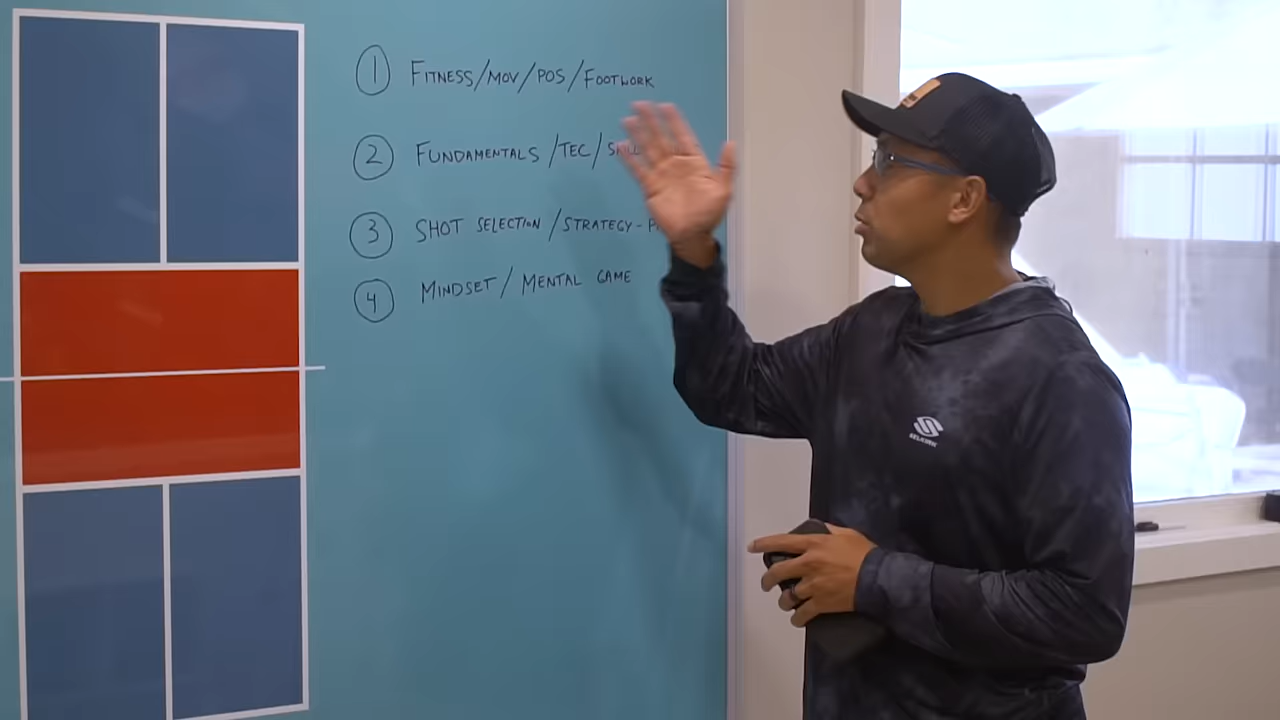 1 FITNESS/MOV/POS/FOOTWORK
2 FUNDAMENTALS/TEC/
3 SHOT SELECTION/STRATEGY-
4 MINDSET/MENTAL GAME
SELKIRK